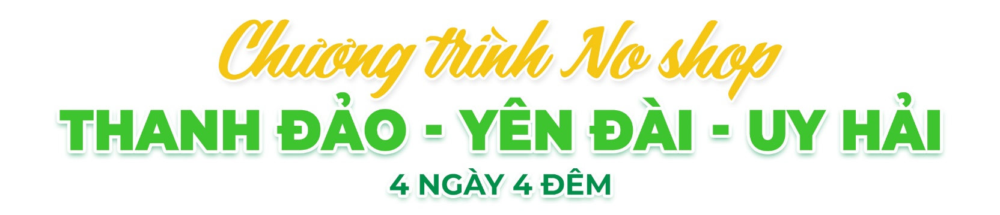 Chương trình No shop
THANH ĐẢO - YÊN ĐÀI - UY HẢI
4 NGÀY 4 ĐÊM